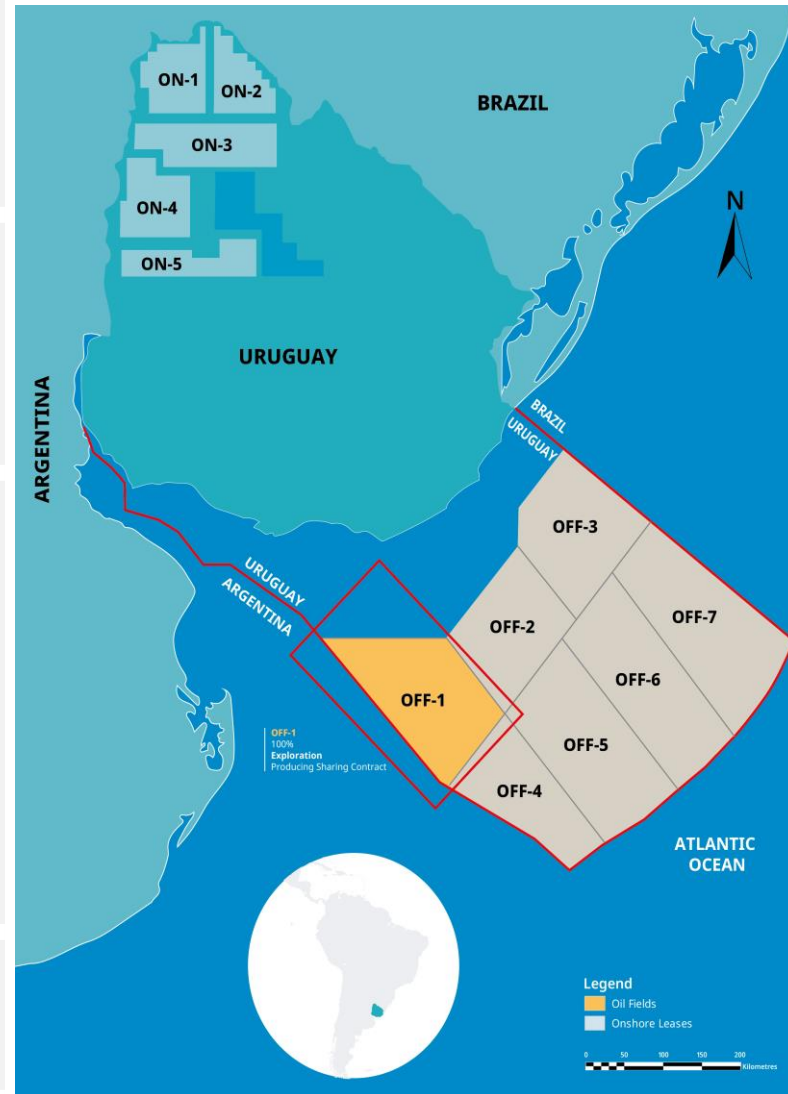 ON-1
ON-2
BRAZIL
ON-3
N
ON-4
ON-5
URUGUAY
ARGENTINA
BRAZIL
URUGUAY
OFF-3
URUGUAY
ARGENTINA
OFF-2
OFF-7
OFF-6
OFF-1
OFF-1
100%
Exploration
Producing Sharing Contract
OFF-5
OFF-4
ATLANTIC
OCEAN
Legend
Oil Fields
Onshore Leases
0 50 100 150 200
Kilometres